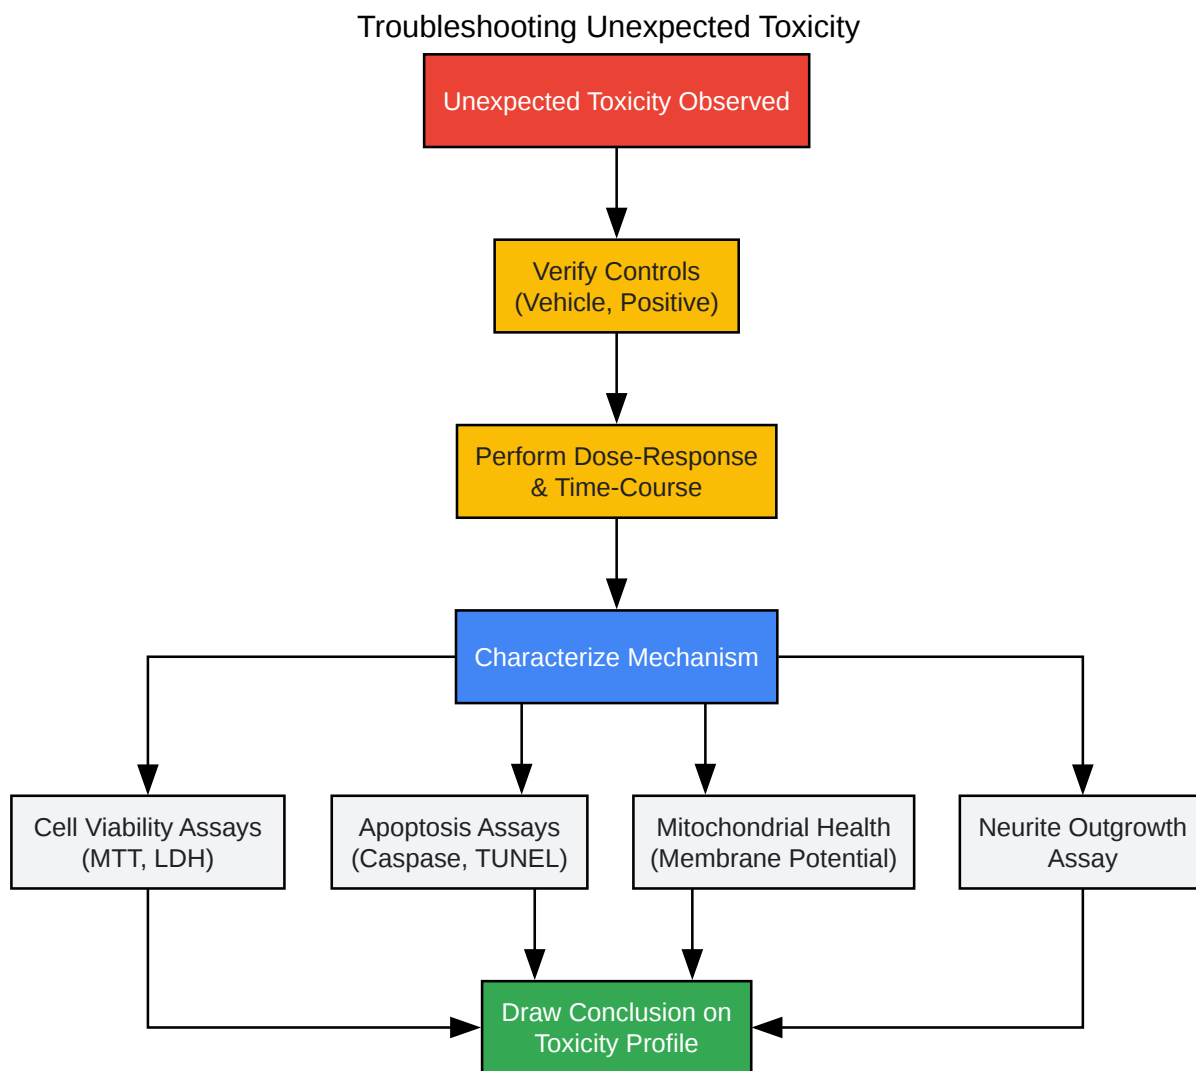 Troubleshooting Unexpected Toxicity
Unexpected Toxicity Observed
Verify Controls
(Vehicle, Positive)
Perform Dose-Response
& Time-Course
Characterize Mechanism
Cell Viability Assays
(MTT, LDH)
Apoptosis Assays
(Caspase, TUNEL)
Mitochondrial Health
(Membrane Potential)
Neurite Outgrowth
Assay
Draw Conclusion on
Toxicity Profile